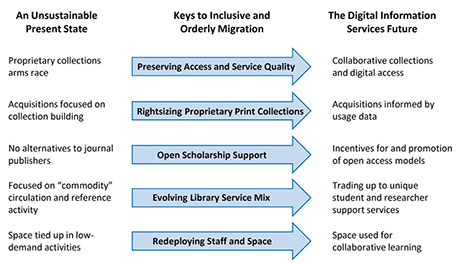 An Unsustainable
Present State
Keys to Inclusive and
Orderly Migration
The Digital Information
Services Future
Proprietary collections
arms race
Preserving Access and Service Quality
Collaborative collections
and digital access
Acquisitions focused on
collection building
Rightsizing Proprietary Print Collections
Acquisitions informed by
usage data
No alternatives to journal
publishers
Open Scholarship Support
Incentives for and promotion
of open access models
Focused on “commodity”
circulation and reference
activity
Evolving Library Service Mix
Trading up to unique
student and researcher
support services
Space tied up in low-
demand activities
Redeploying Staff and Space
Space used for
collaborative learning